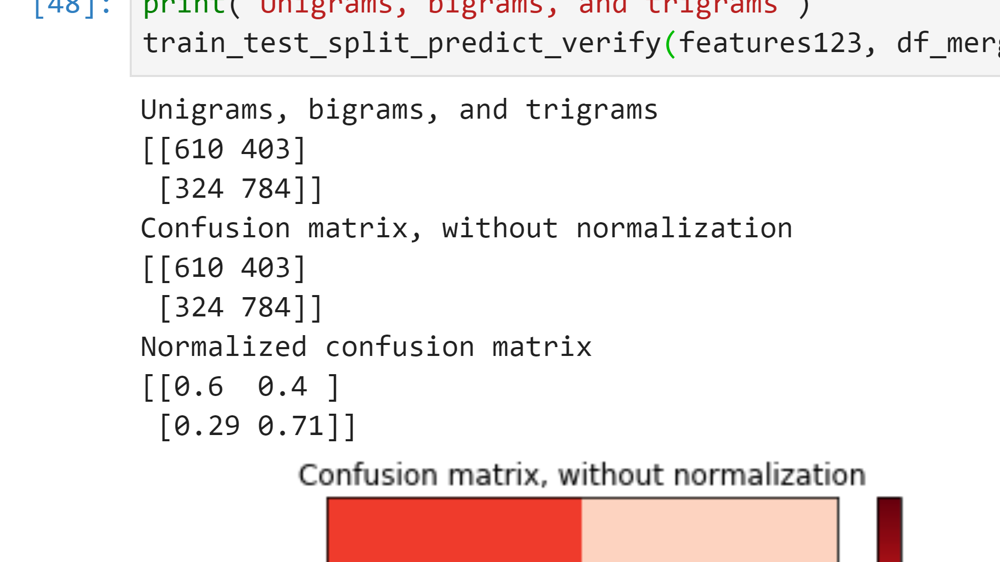 [48]: print("Unigrams, bigrams, and trigrams")
train_test_split_predict_verify(features123, df_merg
Unigrams, bigrams, and trigrams
[[610 403]
 [324 784]]
Confusion matrix, without normalization
[[610 403]
 [324 784]]
Normalized confusion matrix
[[0.6  0.4 ]
 [0.29 0.71]]
Confusion matrix, without normalization